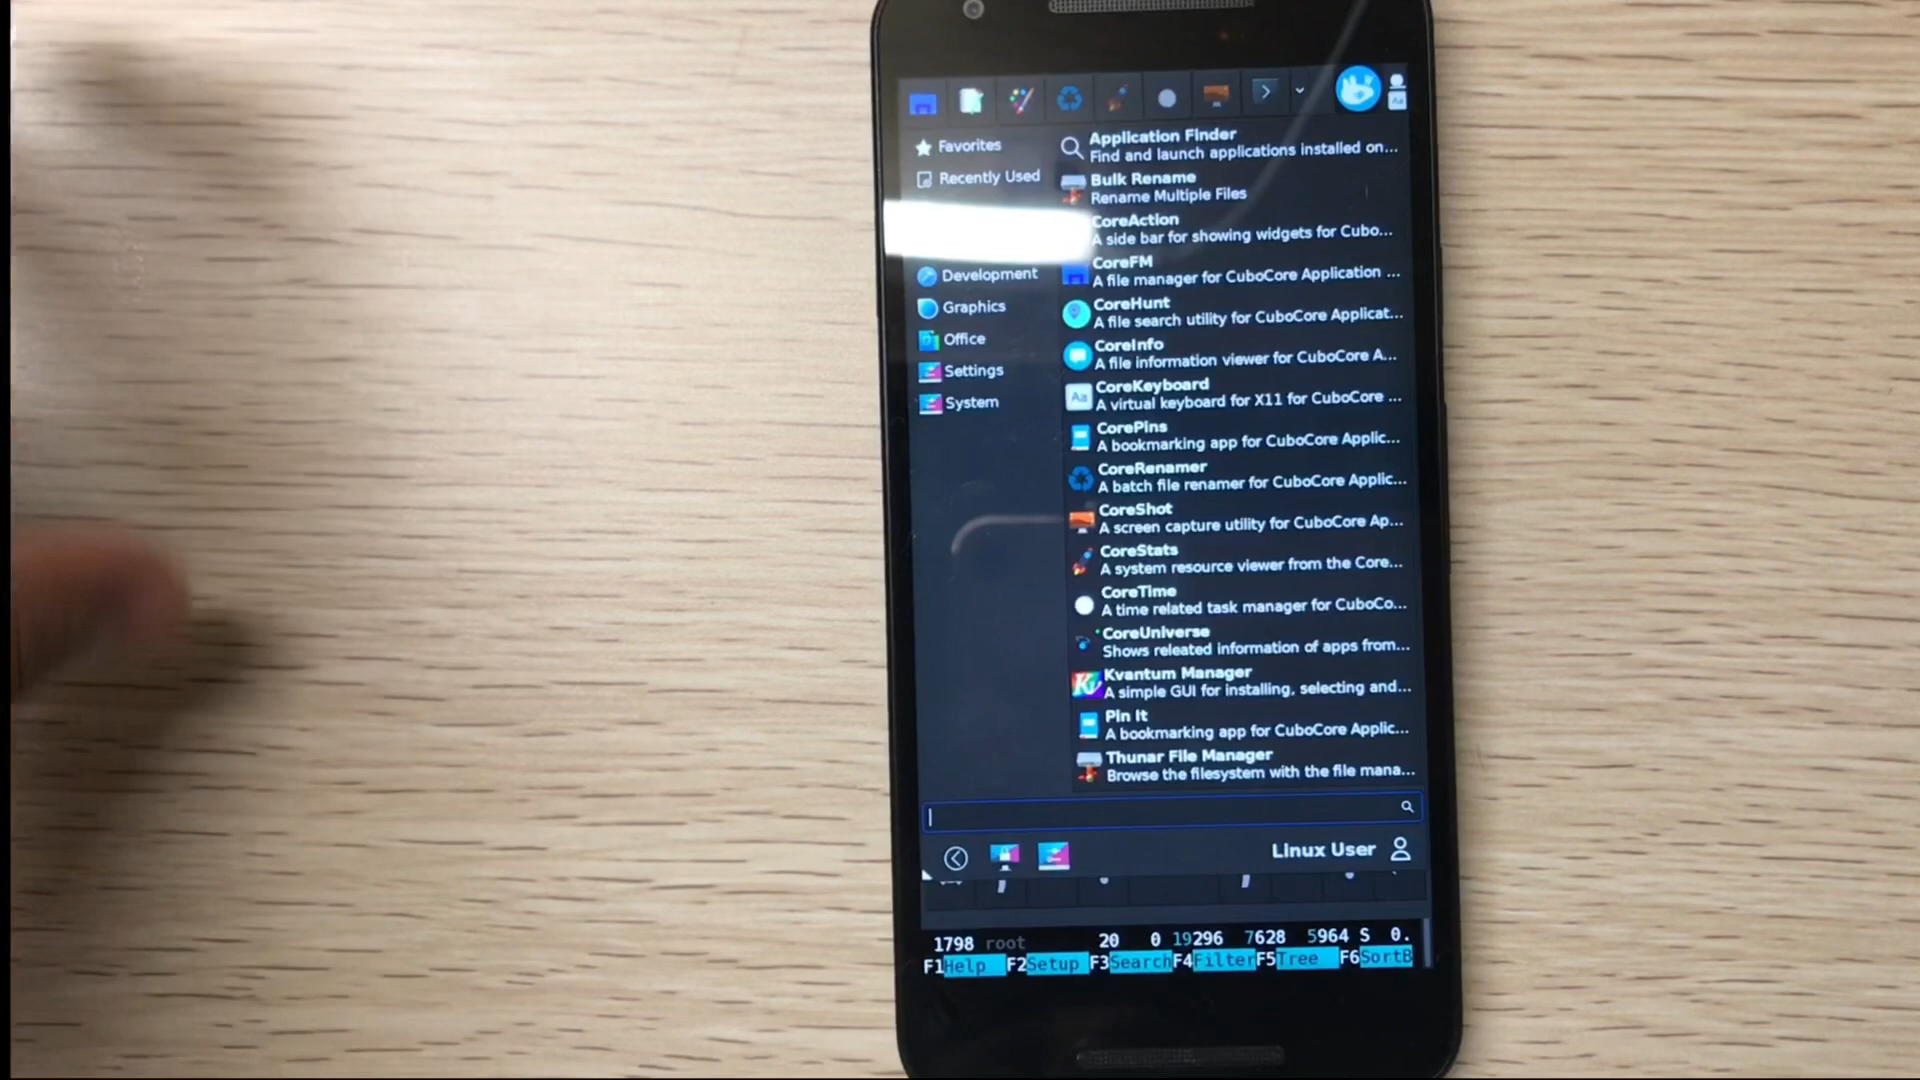 Favorites
Recently Used
Development
Graphics
Office
Settings
System
Application Finder
Find and launch applications installed on...
Bulk Rename
Rename Multiple Files
CoreAction
A side bar for showing widgets for Cubo...
CoreFM
A file manager for CuboCore Application ...
CoreHunt
A file search utility for CuboCore Applicat...
CoreInfo
A file information viewer for CuboCore A...
Aa
CoreKeyboard
A virtual keyboard for X11 for CuboCore ...
CorePins
A bookmarking app for CuboCore Applic...
CoreRenamer
A batch file renamer for CuboCore Applic...
CoreShot
A screen capture utility for CuboCore Ap...
CoreStats
A system resource viewer from the Core...
CoreTime
A time related task manager for CuboCo...
CoreUniverse
Shows releated information of apps from...
Kvantum Manager
A simple GUI for installing, selecting and...
Pin It
A bookmarking app for CuboCore Applic...
Thunar File Manager
Browse the filesystem with the file mana...
Linux User
1798 root 20 0 19296 7628 5964 S 0.
F1Help F2Setup F3SearchF4FilterF5Tree F6SortB